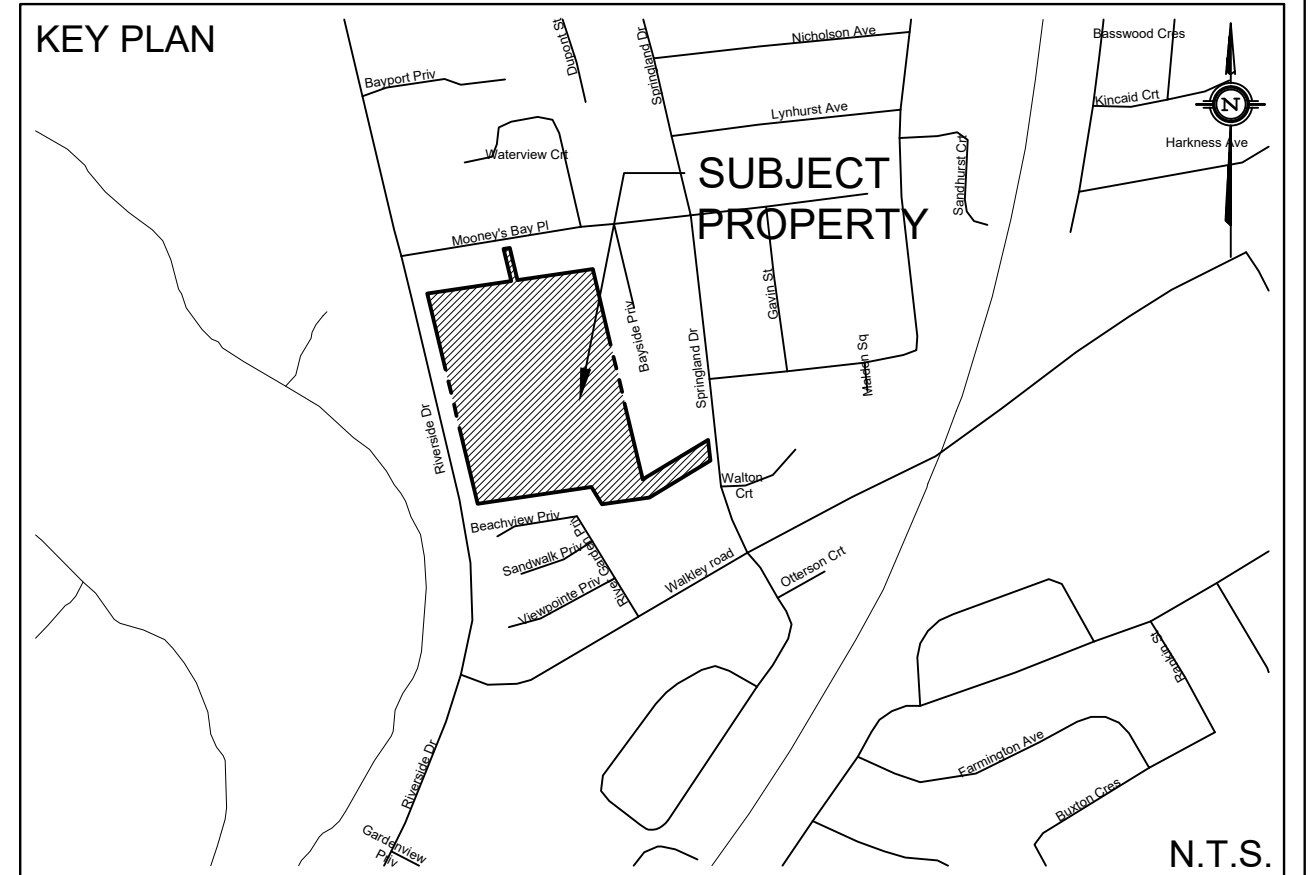 KEY PLAN
Dupont St
Springland Dr
Nicholson Ave
Basswood Cres
Bayport Priv
Kincaid Crt
N
Lynhurst Ave
Harkness Ave
Waterview Crt
Sandhurst Crt
SUBJECT
PROPERTY
Mooney's Bay Pl
Gavin St
Bayside Priv
Springland Dr
Malden Sq
Riverside Dr
Walton
Crt
Beachview Priv
River Garden Priv
Sandwalk Priv
Walkley road
Otterson Crt
Viewpointe Priv
Rankin St
Farmington Ave
Riverside Dr
Buxton Cres
Gardenview
Priv
N.T.S.